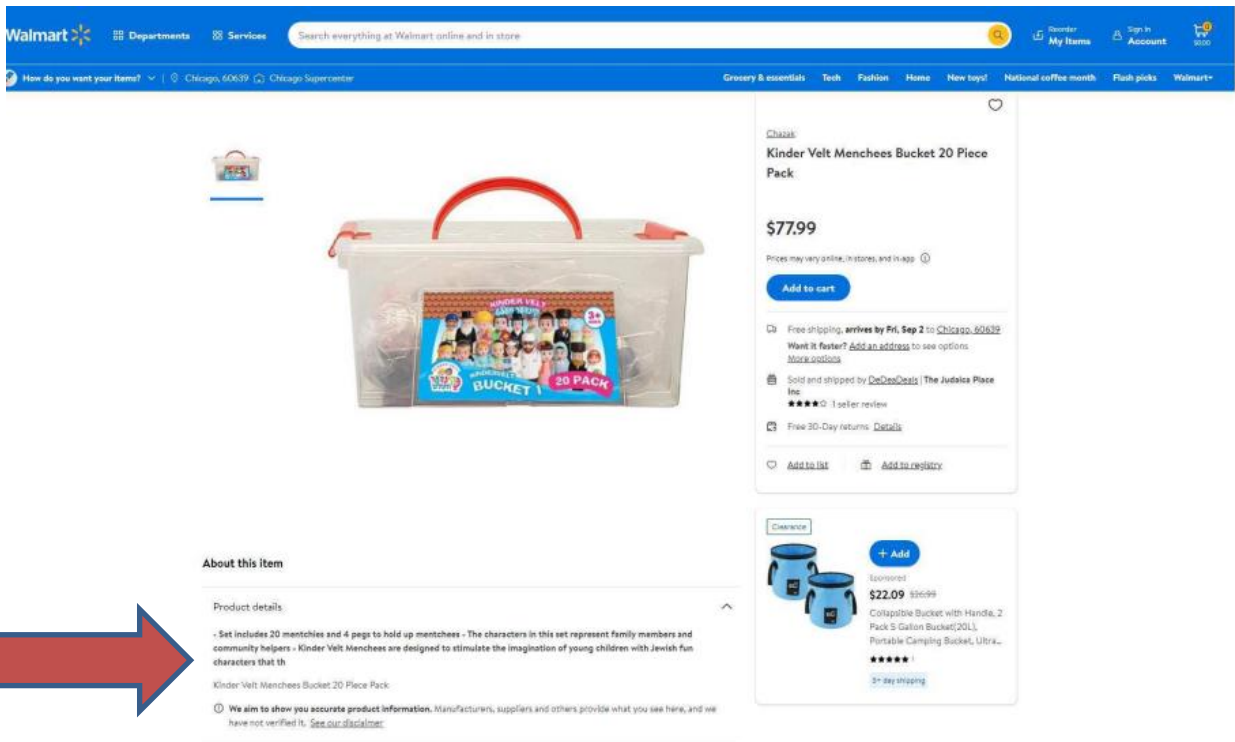 Walmart Departments Services Search everything at Walmart online and in store Reorder My Items Sign In Account 0 $0.00
How do you want your items? Chicago, 60639 Chicago Supercenter Grocery & essentials Tech Fashion Home New toys! National coffee month Flash picks Walmart+
Chazak
Kinder Velt Menchees Bucket 20 Piece
Pack
$77.99
Prices may vary online, in stores, and in app
Add to cart
Free shipping, arrives by Fri, Sep 2 to Chicago, 60639
Want it faster? Add an address to see options
More options
Sold and shipped by DeDeaDeals | The Judaica Place
Inc
1 seller review
Free 30-Day returns Details
Add to list Add to registry
KINDER VELT
3+
BUCKET 1
20 PACK
Clearance
+ Add
Sponsored
$22.09 $26.99
Collapsible Bucket with Handle, 2
Pack 5 Gallon Bucket(20L),
Portable Camping Bucket, Ultra...
1
3+ day shipping
About this item
Product details
- Set includes 20 mentchies and 4 pegs to hold up mentchees - The characters in this set represent family members and
community helpers - Kinder Velt Menchees are designed to stimulate the imagination of young children with Jewish fun
characters that th
Kinder Velt Menchees Bucket 20 Piece Pack
We aim to show you accurate product information. Manufacturers, suppliers and others provide what you see here, and we
have not verified it. See our disclaimer